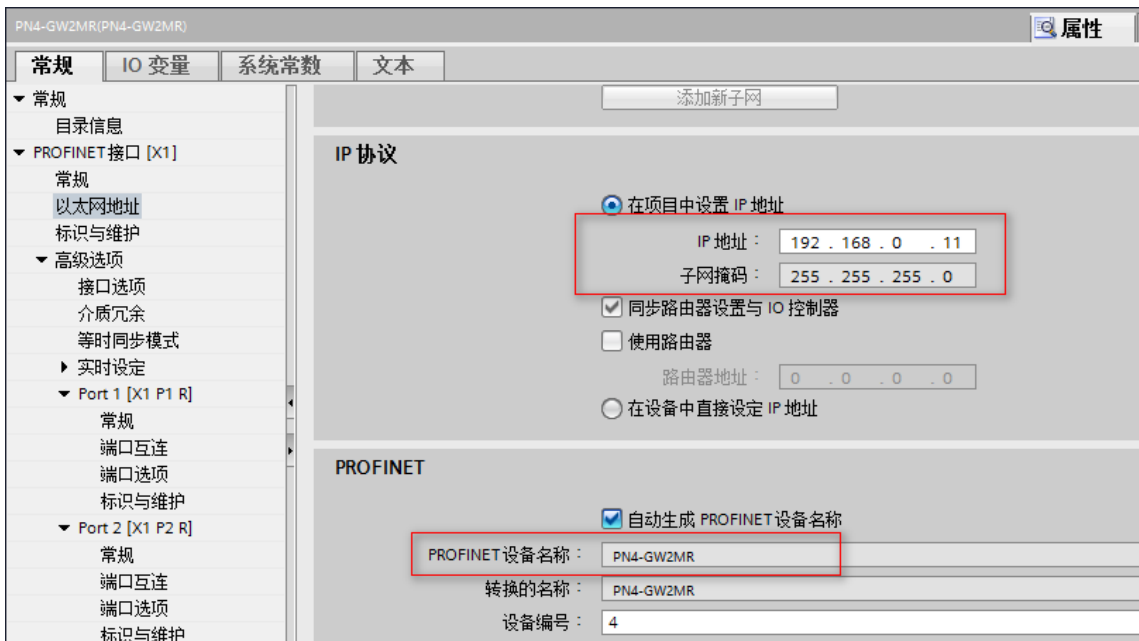 PN4-GW2MR(PN4-GW2MR)
属性
常规 IO 变量 系统常数 文本
常规
目录信息
PROFINET接口 [X1]
常规
以太网地址
标识与维护
高级选项
接口选项
介质冗余
等时同步模式
实时设定
Port 1 [X1 P1 R]
常规
端口互连
端口选项
标识与维护
Port 2 [X1 P2 R]
常规
端口互连
端口选项
标识与维护
添加新子网
IP 协议
在项目中设置 IP 地址
IP 地址： 192 . 168 . 0 . 11
子网掩码： 255 . 255 . 255 . 0
同步路由器设置与 IO 控制器
使用路由器
路由器地址： 0 . 0 . 0 . 0
在设备中直接设定 IP 地址
PROFINET
自动生成 PROFINET设备名称
PROFINET设备名称： PN4-GW2MR
转换的名称： PN4-GW2MR
设备编号： 4